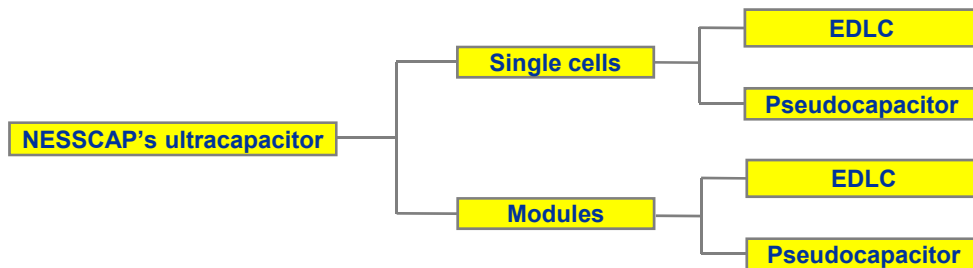 NESSCAP’s ultracapacitor
Single cells
EDLC
Pseudocapacitor
Modules
EDLC
Pseudocapacitor